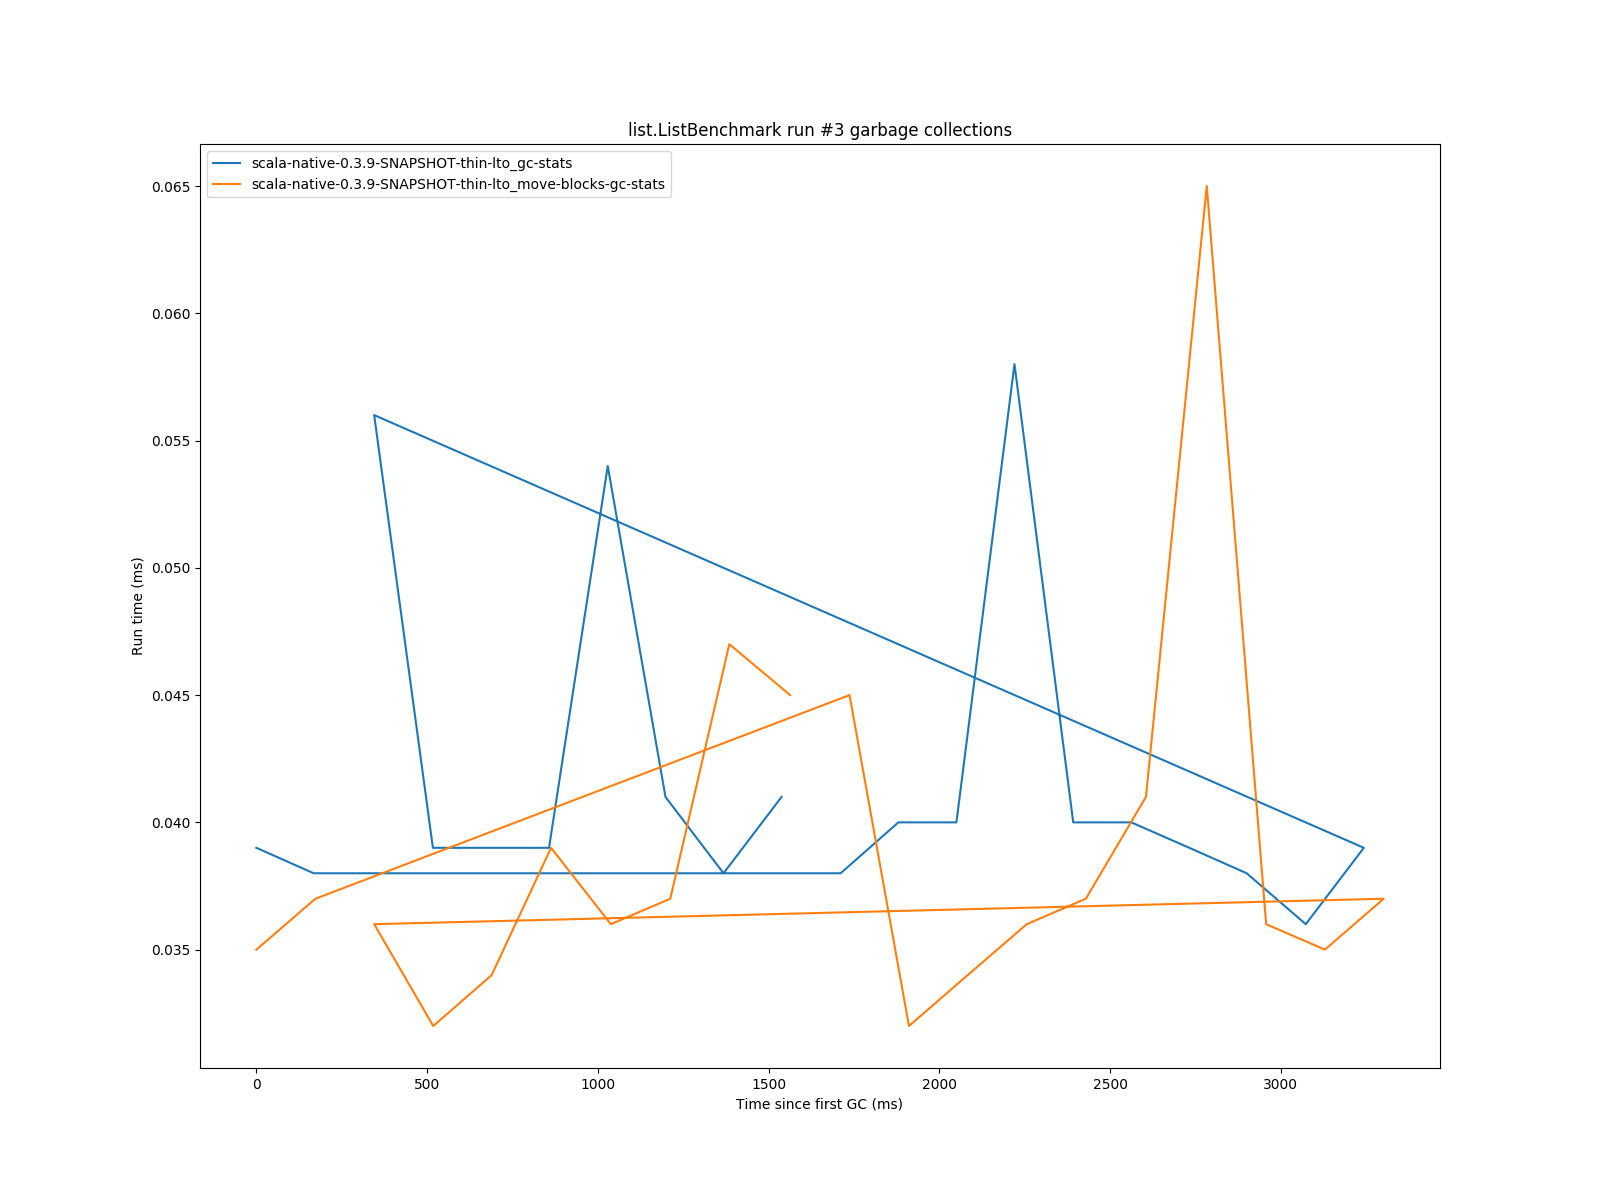 list.ListBenchmark run #3 garbage collections
scala-native-0.3.9-SNAPSHOT-thin-lto_gc-stats
scala-native-0.3.9-SNAPSHOT-thin-lto_move-blocks-gc-stats
0.065
0.060
0.055
0.050
0.045
0.040
0.035
Run time (ms)
0 500 1000 1500 2000 2500 3000
Time since first GC (ms)